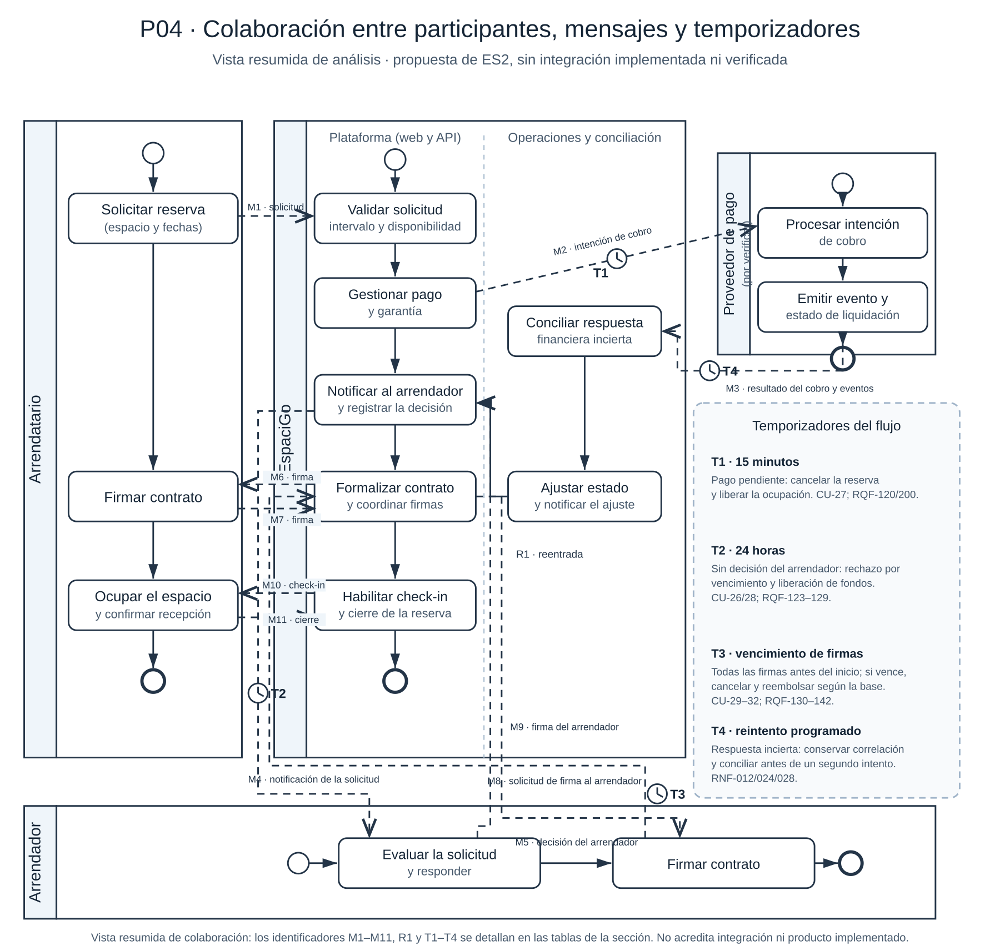 P04 · Colaboración entre participantes, mensajes y temporizadores
Vista resumida de análisis · propuesta de ES2, sin integración implementada ni verificada
Arrendatario
Solicitar reserva
(espacio y fechas)
Firmar contrato
Ocupar el espacio
y confirmar recepción
M1 · solicitud
EspaciGo
Plataforma (web y API)
Operaciones y conciliación
Validar solicitud
intervalo y disponibilidad
Gestionar pago
y garantía
Notificar al arrendador
y registrar la decisión
Formalizar contrato
y coordinar firmas
Habilitar check-in
y cierre de la reserva
M2 · intención de cobro
T1
Conciliar respuesta
financiera incierta
Ajustar estado
y notificar el ajuste
R1 · reentrada
Proveedor de pago
(por verificar)
Procesar intención
de cobro
Emitir evento y
estado de liquidación
T4
M3 · resultado del cobro y eventos
M6 · firma
M7 · firma
M10 · check-in
M11 · cierre
T2
M9 · firma del arrendador
M4 · notificación de la solicitud
M8 · solicitud de firma al arrendador
T3
Temporizadores del flujo
T1 · 15 minutos
Pago pendiente: cancelar la reserva
y liberar la ocupación. CU-27; RQF-120/200.
T2 · 24 horas
Sin decisión del arrendador: rechazo por
vencimiento y liberación de fondos.
CU-26/28; RQF-123–129.
T3 · vencimiento de firmas
Todas las firmas antes del inicio; si vence,
cancelar y reembolsar según la base.
CU-29–32; RQF-130–142.
T4 · reintento programado
Respuesta incierta: conservar correlación
y conciliar antes de un segundo intento.
RNF-012/024/028.
Arrendador
M5 · decisión del arrendador
Evaluar la solicitud
y responder
Firmar contrato
Vista resumida de colaboración: los identificadores M1–M11, R1 y T1–T4 se detallan en las tablas de la sección. No acredita integración ni producto implementado.